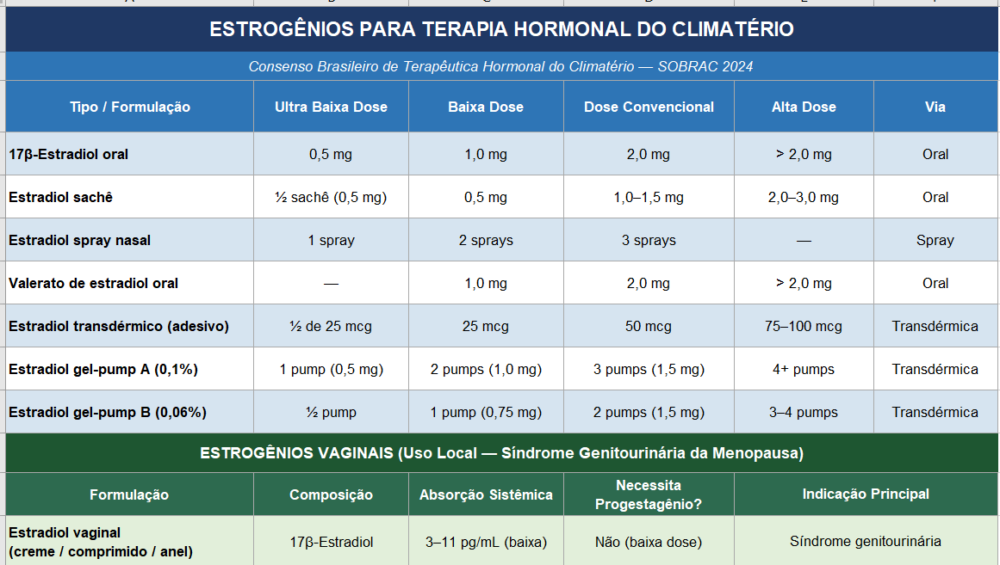 ESTROGÊNIOS PARA TERAPIA HORMONAL DO CLIMATÉRIO
Consenso Brasileiro de Terapêutica Hormonal do Climatério — SOBRAC 2024
Tipo / Formulação Ultra Baixa Dose Baixa Dose Dose Convencional Alta Dose Via
17β-Estradiol oral 0,5 mg 1,0 mg 2,0 mg > 2,0 mg Oral
Estradiol sachê ½ sachê (0,5 mg) 0,5 mg 1,0–1,5 mg 2,0–3,0 mg Oral
Estradiol spray nasal 1 spray 2 sprays 3 sprays — Spray
Valerato de estradiol oral — 1,0 mg 2,0 mg > 2,0 mg Oral
Estradiol transdérmico (adesivo) ½ de 25 mcg 25 mcg 50 mcg 75–100 mcg Transdérmica
Estradiol gel-pump A (0,1%) 1 pump (0,5 mg) 2 pumps (1,0 mg) 3 pumps (1,5 mg) 4+ pumps Transdérmica
Estradiol gel-pump B (0,06%) ½ pump 1 pump (0,75 mg) 2 pumps (1,5 mg) 3–4 pumps Transdérmica
ESTROGÊNIOS VAGINAIS (Uso Local — Síndrome Genitourinária da Menopausa)
Formulação Composição Absorção Sistêmica Necessita
Progestagênio? Indicação Principal
Estradiol vaginal
(creme / comprimido / anel) 17β-Estradiol 3–11 pg/mL (baixa) Não (baixa dose) Síndrome genitourinária